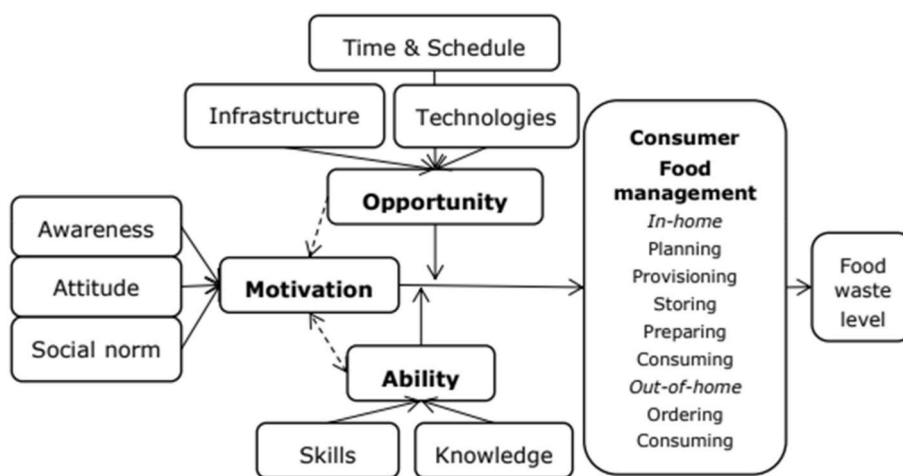 Time & Schedule
Infrastructure
Technologies
Opportunity
Awareness
Attitude
Social norm
Motivation
Ability
Skills
Knowledge
Consumer
Food
management
In-home
Planning
Provisioning
Storing
Preparing
Consuming
Out-of-home
Ordering
Consuming
Food
waste
level